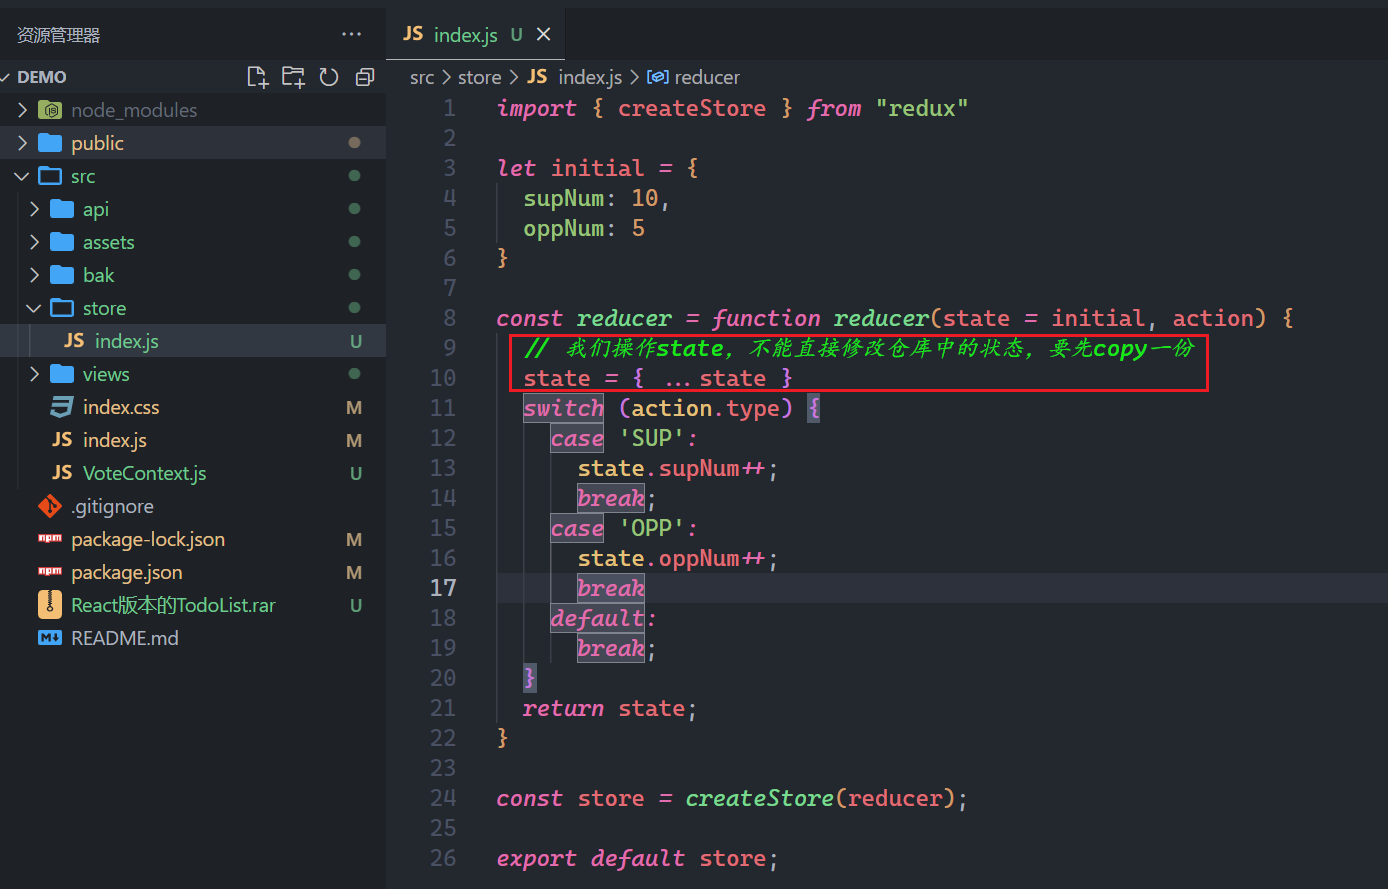 资源管理器
DEMO
node_modules
public
src
api
assets
bak
store
JS index.js U
views
index.css M
JS index.js M
JS VoteContext.js U
.gitignore
npm package-lock.json M
npm package.json M
React版本的TodoList.rar U
README.md
JS index.js U
src > store > JS index.js > reducer
1 import { createStore } from "redux"
2
3 let initial = {
4 supNum: 10,
5 oppNum: 5
6 }
7
8 const reducer = function reducer(state = initial, action) {
9 // 我们操作state，不能直接修改仓库中的状态，要先copy一份
10 state = { ...state }
11 switch (action.type) {
12 case 'SUP':
13 state.supNum++;
14 break;
15 case 'OPP':
16 state.oppNum++;
17 break
18 default:
19 break;
20 }
21 return state;
22 }
23
24 const store = createStore(reducer);
25
26 export default store;